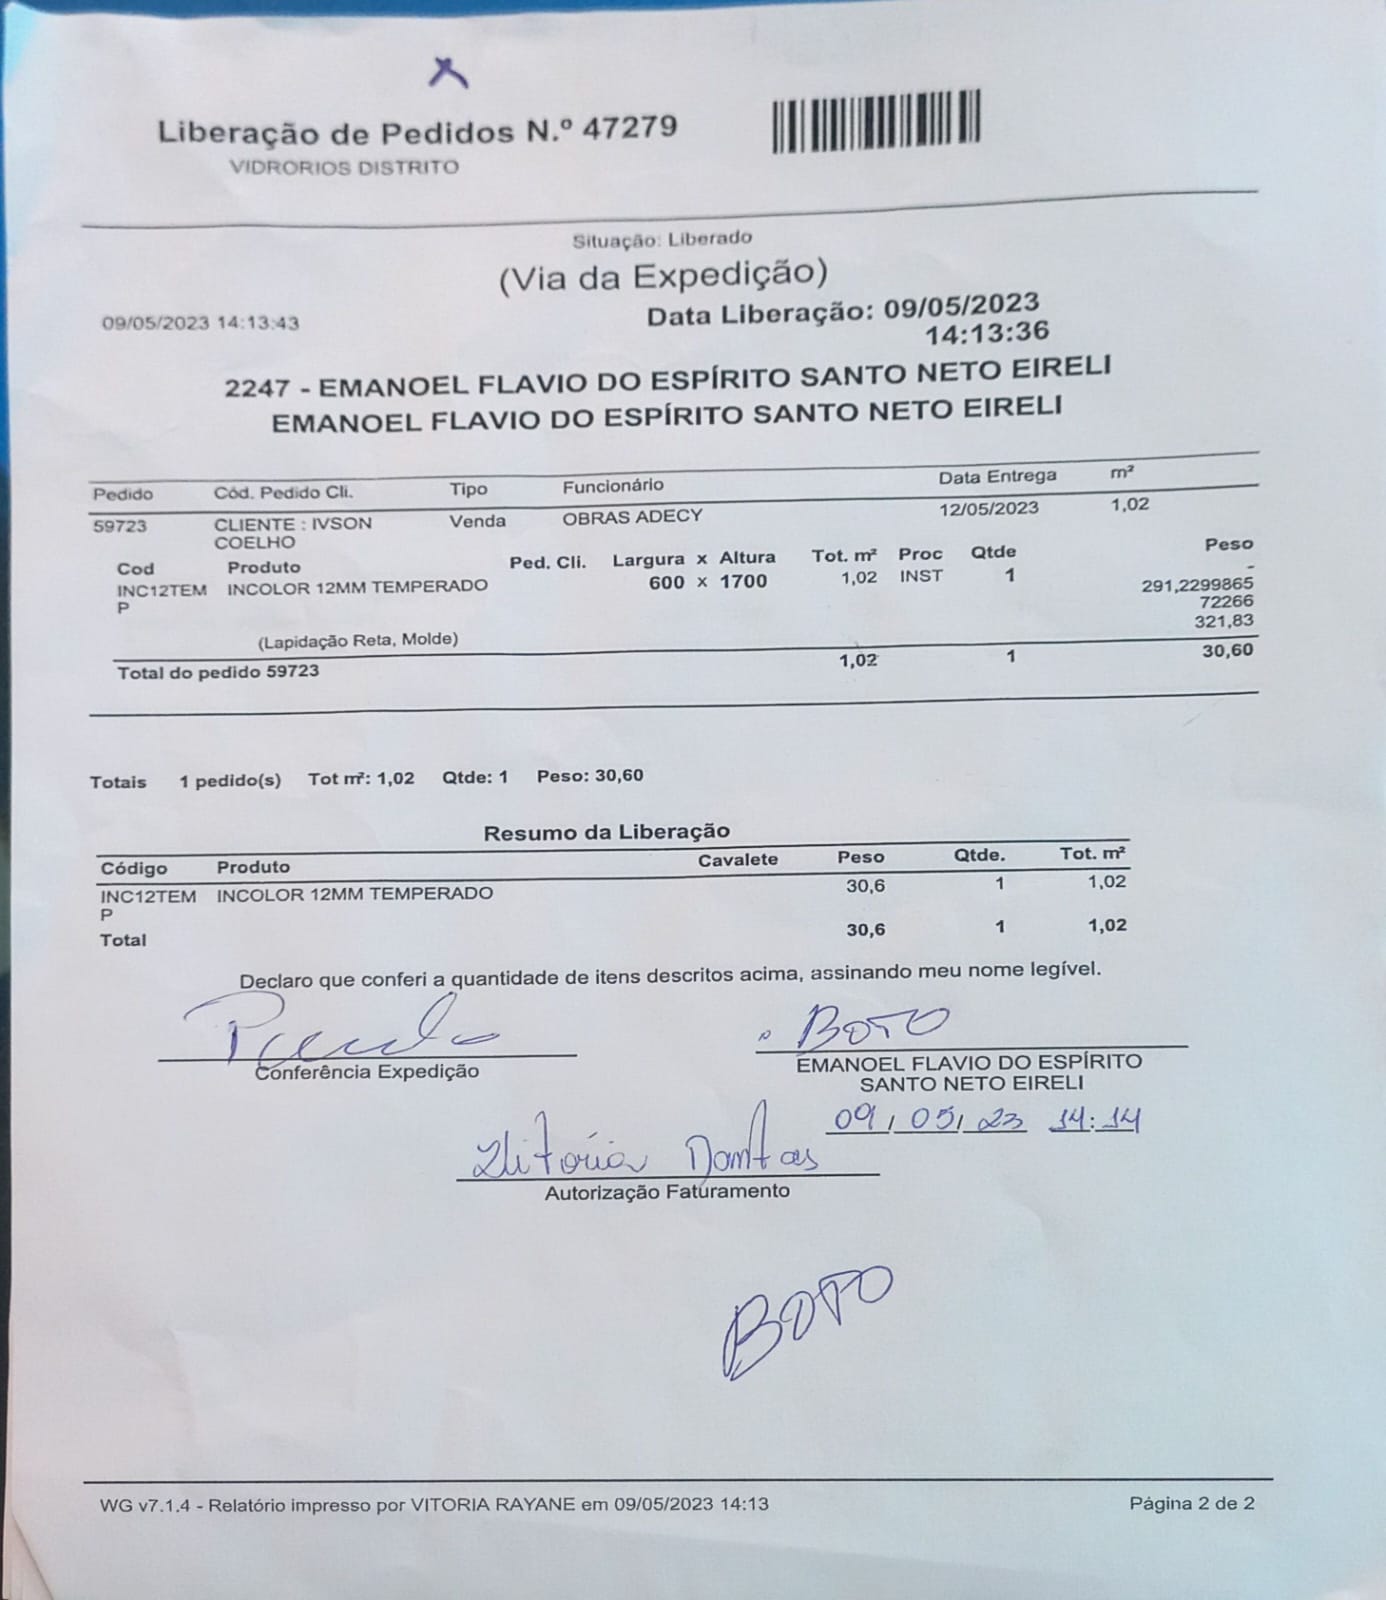 Liberação de Pedidos N.º 47279
VIDRORIOS DISTRITO
Situação: Liberado
(Via da Expedição)
09/05/2023 14:13:43
Data Liberação: 09/05/2023
14:13:36
2247 - EMANOEL FLAVIO DO ESPÍRITO SANTO NETO EIRELI
EMANOEL FLAVIO DO ESPÍRITO SANTO NETO EIRELI
Pedido Cód. Pedido Cli. Tipo Funcionário Data Entrega m²
59723 CLIENTE : IVSON Venda OBRAS ADECY 12/05/2023 1,02
COELHO
Cod Produto Ped. Cli. Largura x Altura Tot. m² Proc Qtde Peso
INC12TEM INCOLOR 12MM TEMPERADO 600 x 1700 1,02 INST 1 -
P 291,2299865
72266
(Lapidação Reta, Molde) 321,83
Total do pedido 59723 1,02 1 30,60
Totais 1 pedido(s) Tot m²: 1,02 Qtde: 1 Peso: 30,60
Resumo da Liberação
Código Produto Cavalete Peso Qtde. Tot. m²
INC12TEM INCOLOR 12MM TEMPERADO 30,6 1 1,02
P
Total 30,6 1 1,02
Declaro que conferi a quantidade de itens descritos acima, assinando meu nome legível.
BOTO
Conferência Expedição EMANOEL FLAVIO DO ESPÍRITO
SANTO NETO EIRELI
09/05/23 14:14
Vitória Dantas
Autorização Faturamento
BOTO
WG v7.1.4 - Relatório impresso por VITORIA RAYANE em 09/05/2023 14:13 Página 2 de 2